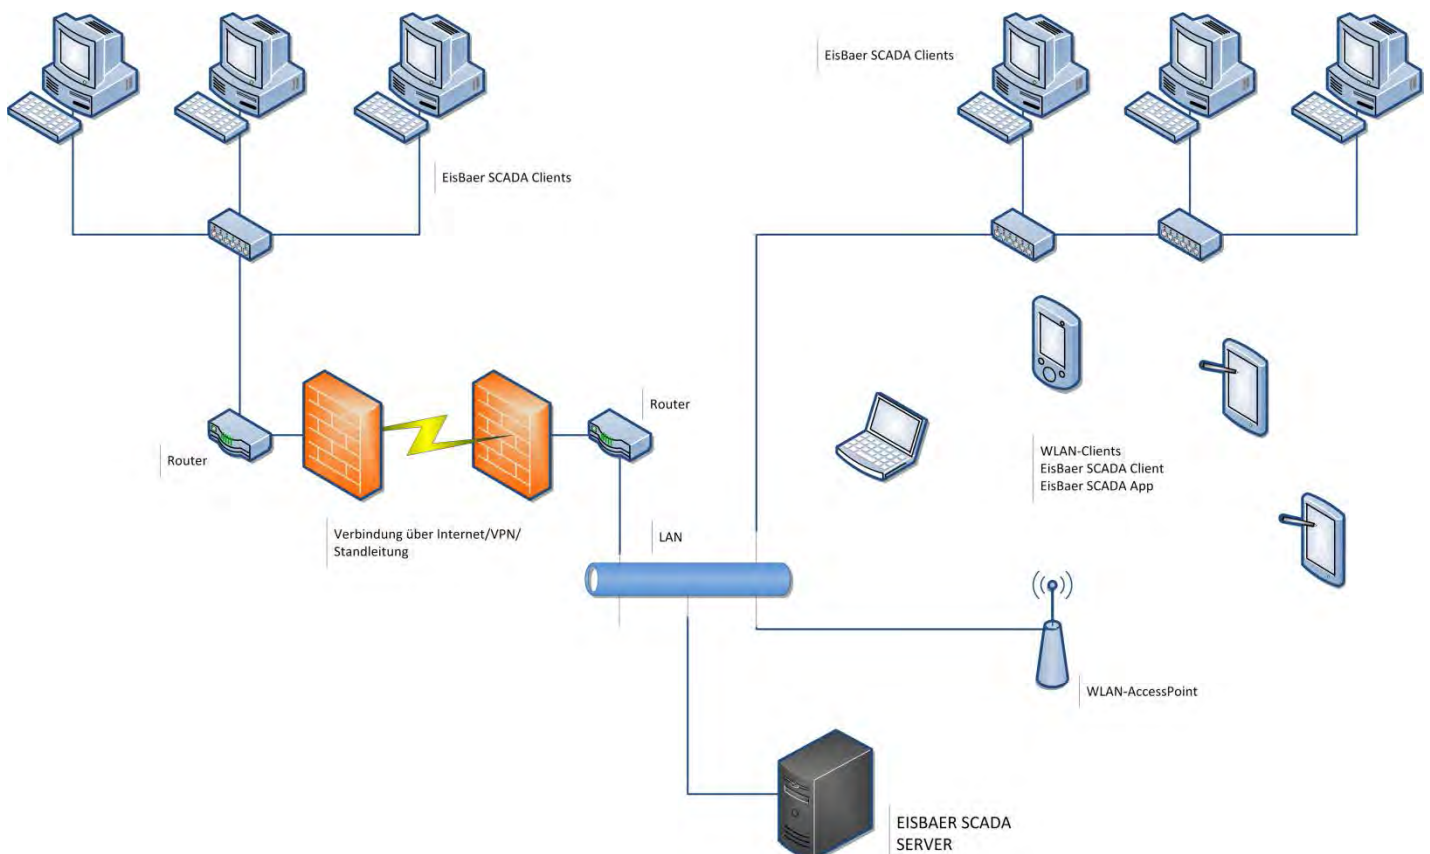 EisBaer SCADA Clients
EisBaer SCADA Clients
Router
Router
WLAN-Clients
EisBaer SCADA Client
EisBaer SCADA App
Verbindung über Internet/VPN/
Standleitung
LAN
WLAN-AccessPoint
EISBAER SCADA
SERVER